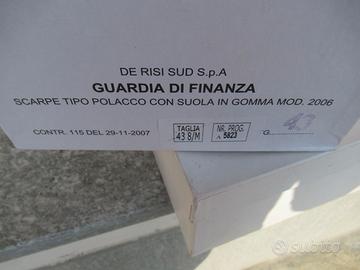 DE RISI SUD S.p.A
GUARDIA DI FINANZA
SCARPE TIPO POLACCO CON SUOLA IN GOMMA MOD. 2006
CONTR. 115 DEL 29-11-2007 TAGLIA 43 8/M NR. PROG. A 5823 G 43
subito